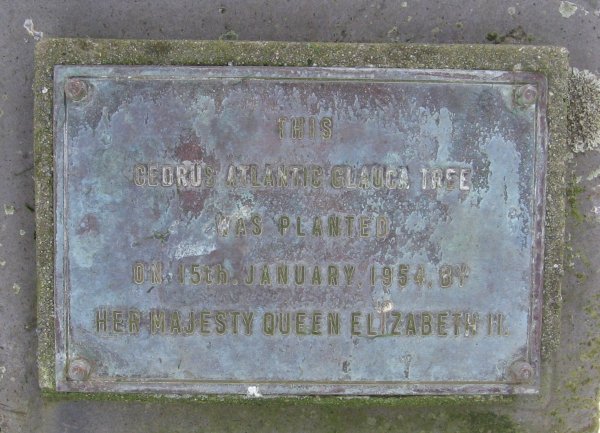 THIS
CEDRUS ATLANTIC GLAUCA TREE
WAS PLANTED
ON 15th. JANUARY 1954, BY
HER MAJESTY QUEEN ELIZABETH II.